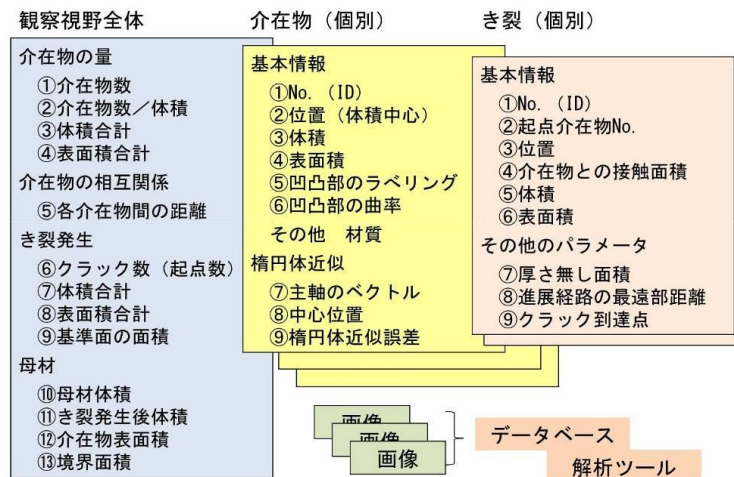 観察視野全体
介在物の量
①介在物数
②介在物数／体積
③体積合計
④表面積合計
介在物の相互関係
⑤各介在物間の距離
き裂発生
⑥クラック数（起点数）
⑦体積合計
⑧表面積合計
⑨基準面の面積
母材
⑩母材体積
⑪き裂発生後体積
⑫介在物表面積
⑬境界面積
介在物（個別）
基本情報
①No.（ID）
②位置（体積中心）
③体積
④表面積
⑤凹凸部のラベリング
⑥凹凸部の曲率
その他　材質
楕円体近似
⑦主軸のベクトル
⑧中心位置
⑨楕円体近似誤差
き裂（個別）
基本情報
①No.（ID）
②起点介在物No.
③位置
④介在物との接触面積
⑤体積
⑥表面積
その他のパラメータ
⑦厚さ無し面積
⑧進展経路の最遠部距離
⑨クラック到達点
画像
画像
画像
データベース
解析ツール